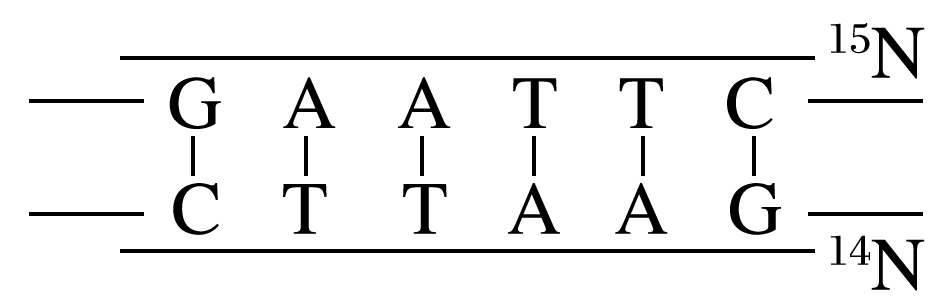 ¹⁵N
G A A T T C
C T T A A G
¹⁴N